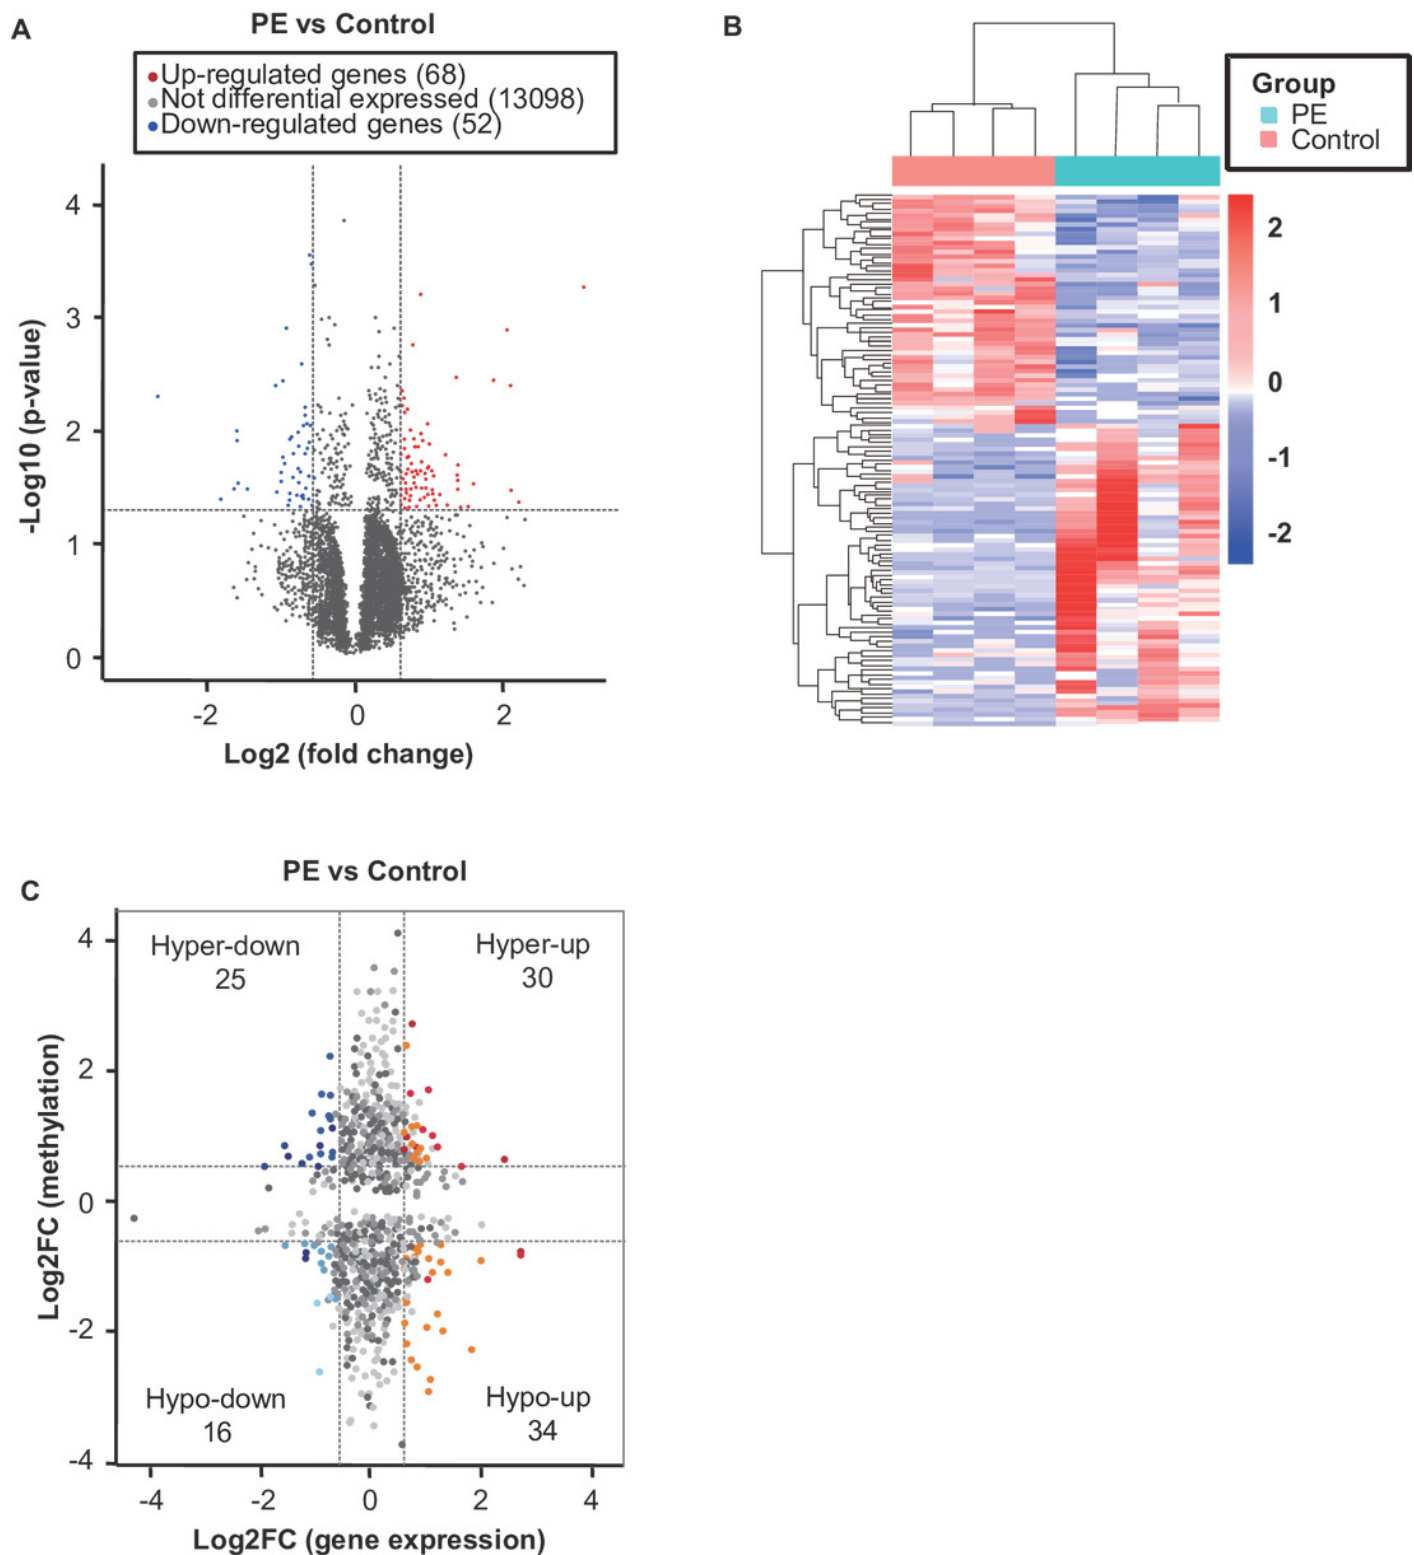 A
PE vs Control
Up-regulated genes (68)
Not differential expressed (13098)
Down-regulated genes (52)
4
3
2
1
0
-Log10 (p-value)
-2
0
2
Log2 (fold change)
B
Group
PE
Control
2
1
0
-1
-2
C
PE vs Control
Hyper-down
25
Hyper-up
30
Hypo-down
16
Hypo-up
34
4
2
0
-2
-4
Log2FC (methylation)
-4
-2
0
2
4
Log2FC (gene expression)